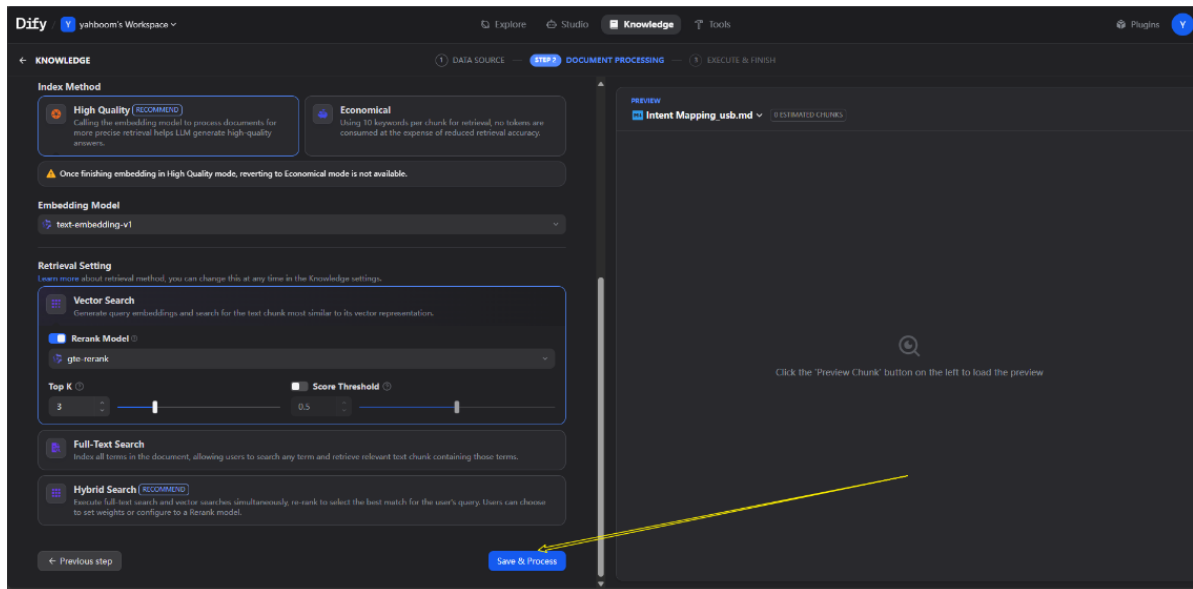 Dify / Y yahboom's Workspace
Explore Studio Knowledge Tools
Plugins Y
← KNOWLEDGE
1 DATA SOURCE — STEP 2 DOCUMENT PROCESSING — 3 EXECUTE & FINISH
Index Method
High Quality RECOMMEND
Calling the embedding model to process documents for
more precise retrieval helps LLM generate high-quality
answers.
Economical
Using 10 keywords per chunk for retrieval, no tokens are
consumed at the expense of reduced retrieval accuracy.
Once finishing embedding in High Quality mode, reverting to Economical mode is not available.
Embedding Model
text-embedding-v1
Retrieval Setting
Learn more about retrieval method, you can change this at any time in the Knowledge settings.
Vector Search
Generate query embeddings and search for the text chunk most similar to its vector representation.
Rerank Model
gte-rerank
Top K
Score Threshold
3
0.5
Full-Text Search
Index all terms in the document, allowing users to search any term and retrieve relevant text chunk containing those terms.
Hybrid Search RECOMMEND
Execute full-text search and vector searches simultaneously, re-rank to select the best match for the user's query. Users can choose
to set weights or configure to a Rerank model.
← Previous step
Save & Process
PREVIEW
Intent Mapping_usb.md 0 ESTIMATED CHUNKS
Click the 'Preview Chunk' button on the left to load the preview